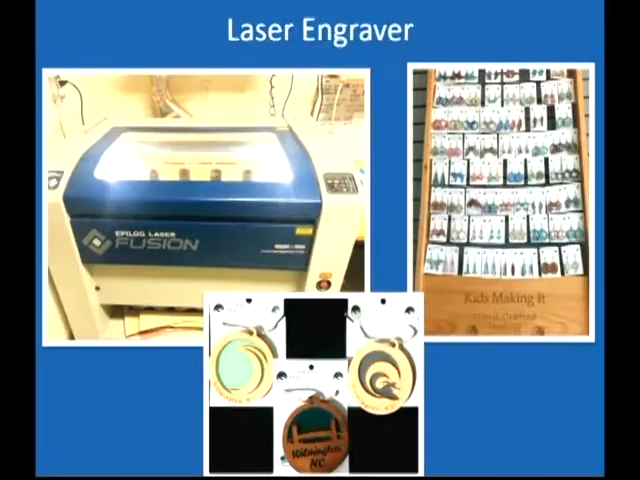 Laser Engraver
EPILOG LASER
FUSION
Kids Making It
Wilmington
NC